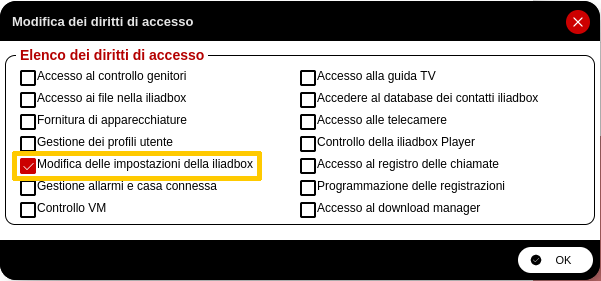 Modifica dei diritti di accesso
Elenco dei diritti di accesso
Accesso al controllo genitori
Accesso alla guida TV
Accesso ai file nella iliadbox
Accedere al database dei contatti iliadbox
Fornitura di apparecchiature
Accesso alle telecamere
Gestione dei profili utente
Controllo della iliadbox Player
Modifica delle impostazioni della iliadbox
Accesso al registro delle chiamate
Gestione allarmi e casa connessa
Programmazione delle registrazioni
Controllo VM
Accesso al download manager
OK